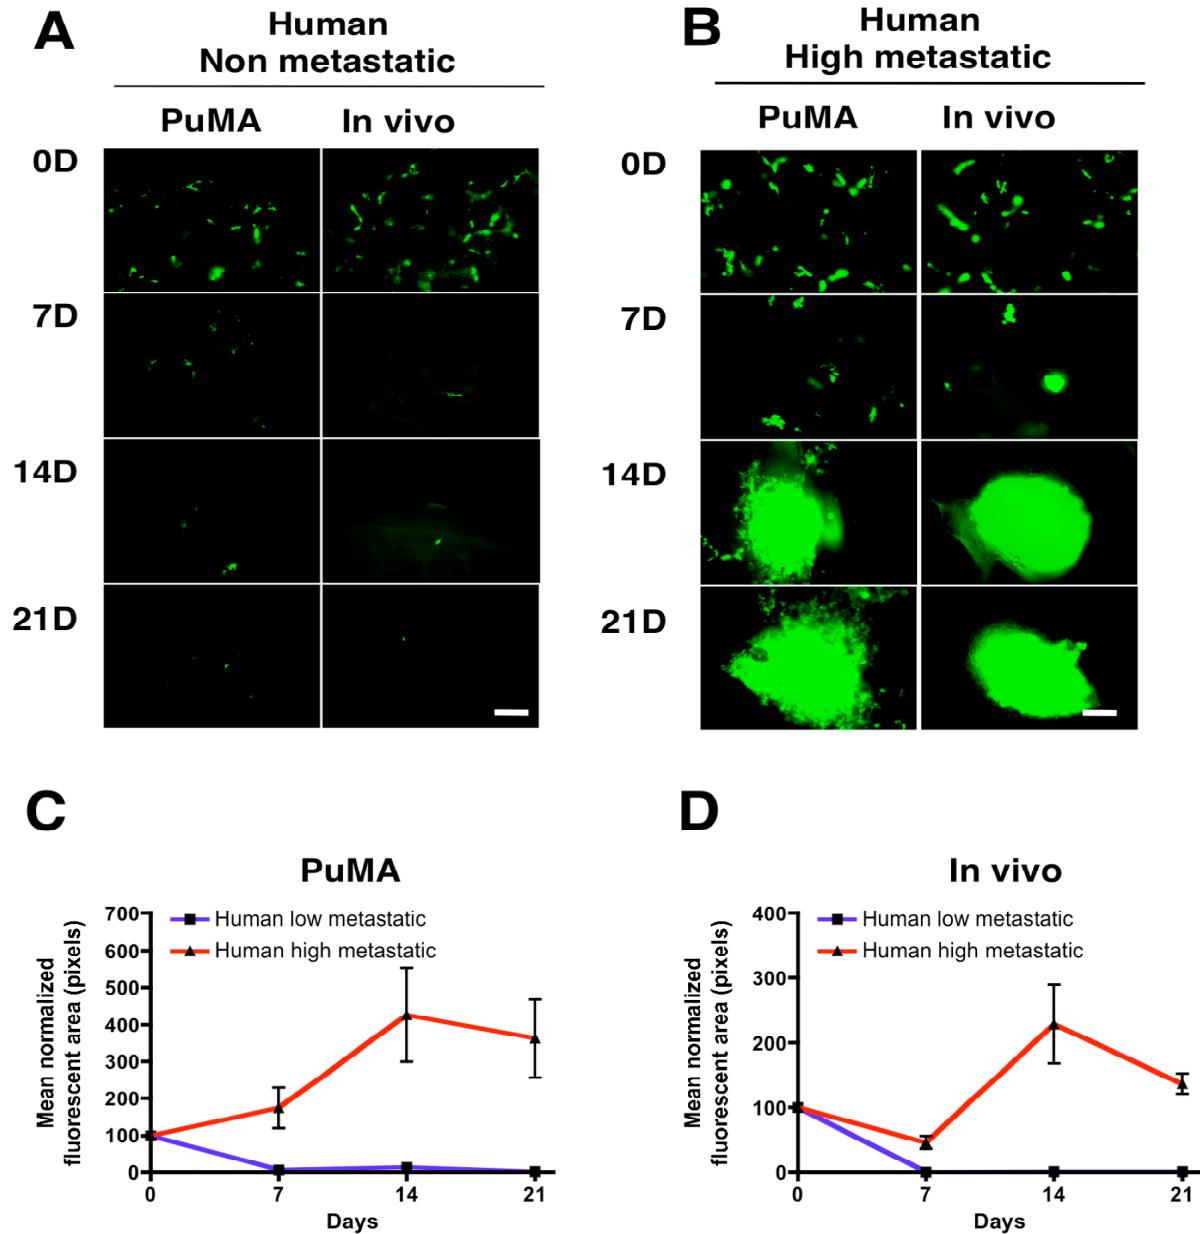 A
Human
Non metastatic
PuMA
In vivo
0D
7D
14D
21D
B
Human
High metastatic
PuMA
In vivo
0D
7D
14D
21D
C
PuMA
Mean normalized
fluorescent area (pixels)
700
600
500
400
300
200
100
0
Human low metastatic
Human high metastatic
0
7
14
21
Days
D
In vivo
Mean normalized
fluorescent area (pixels)
400
300
200
100
0
Human low metastatic
Human high metastatic
0
7
14
21
Days